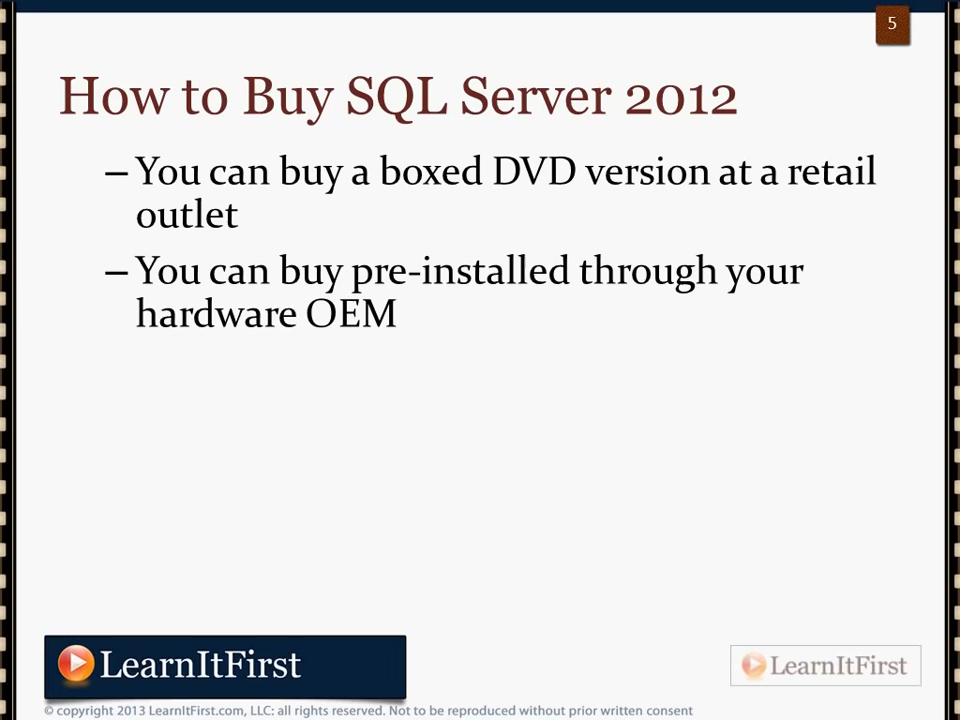 5
How to Buy SQL Server 2012
– You can buy a boxed DVD version at a retail
outlet
– You can buy pre-installed through your
hardware OEM
LearnItFirst
LearnItFirst
© copyright 2013 LearnItFirst.com, LLC: all rights reserved. Not to be reproduced without prior written consent